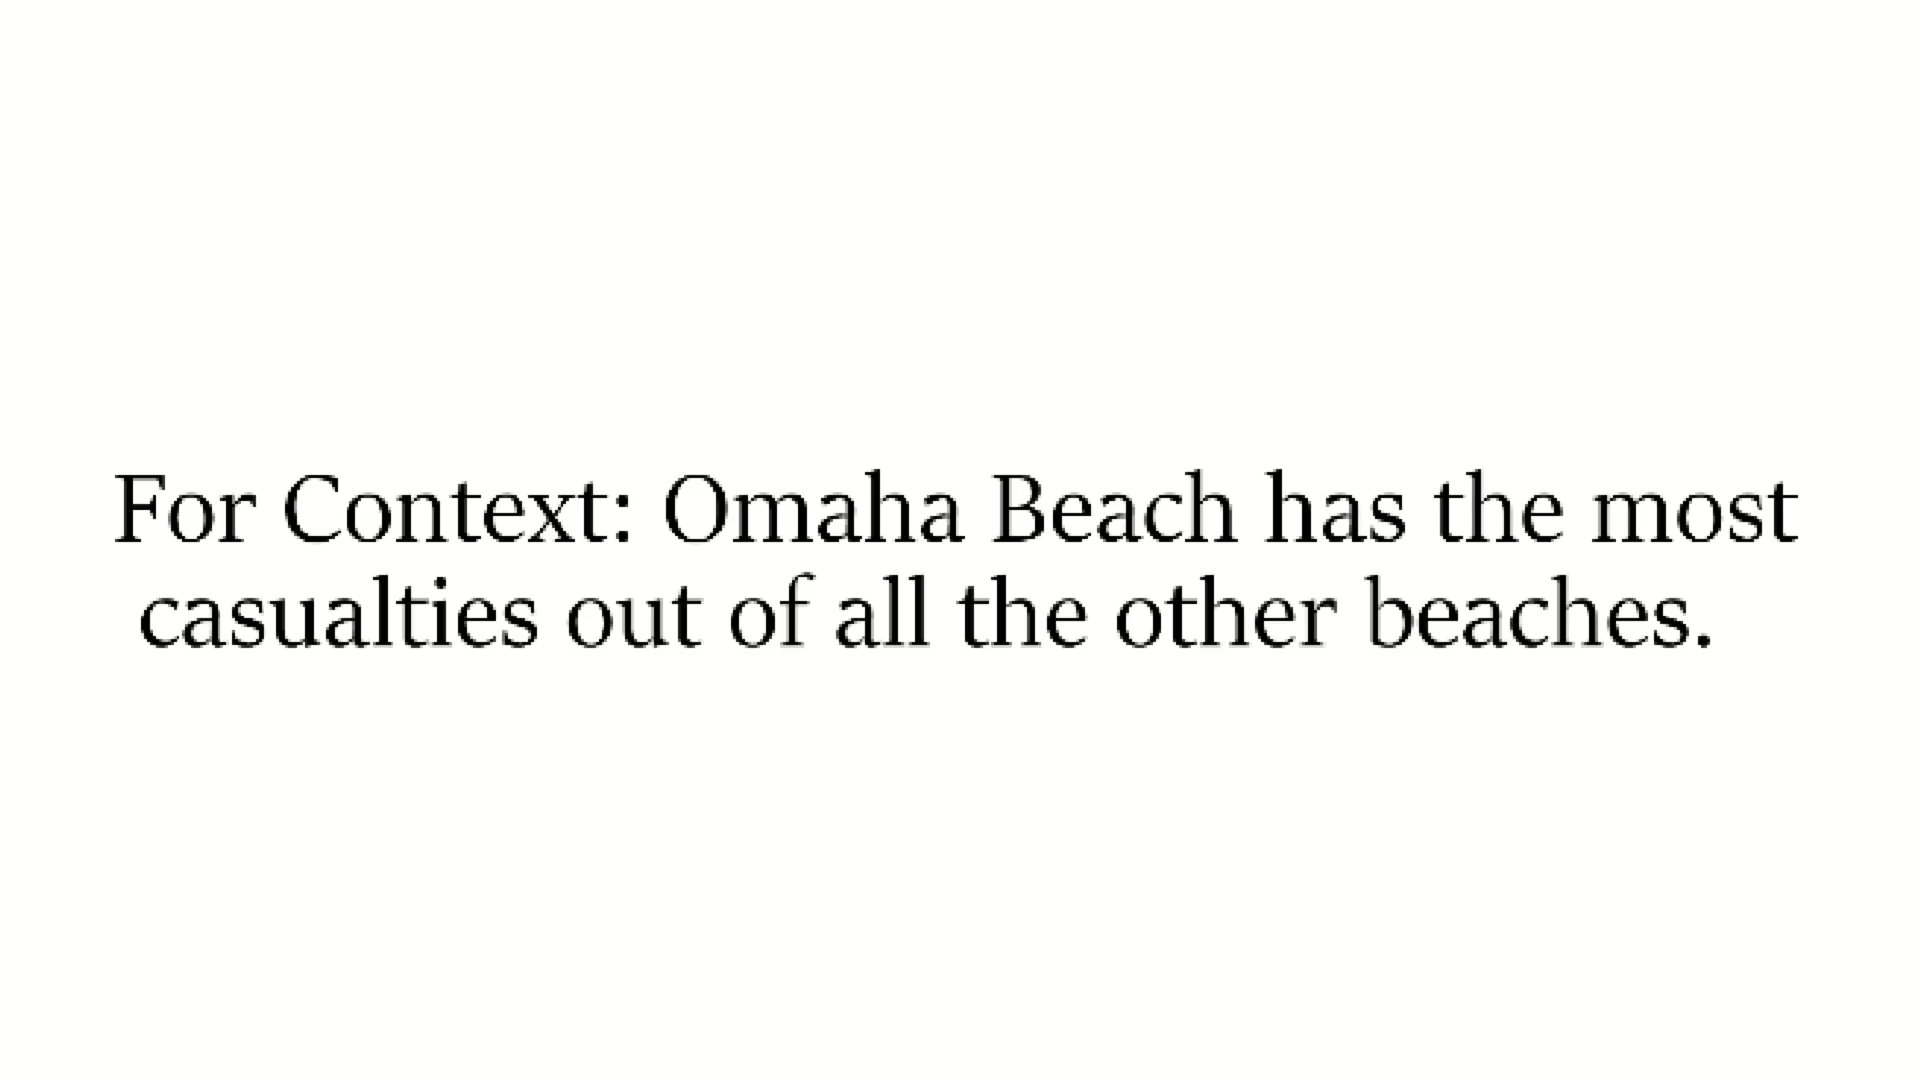 For Context: Omaha Beach has the most
casualties out of all the other beaches.